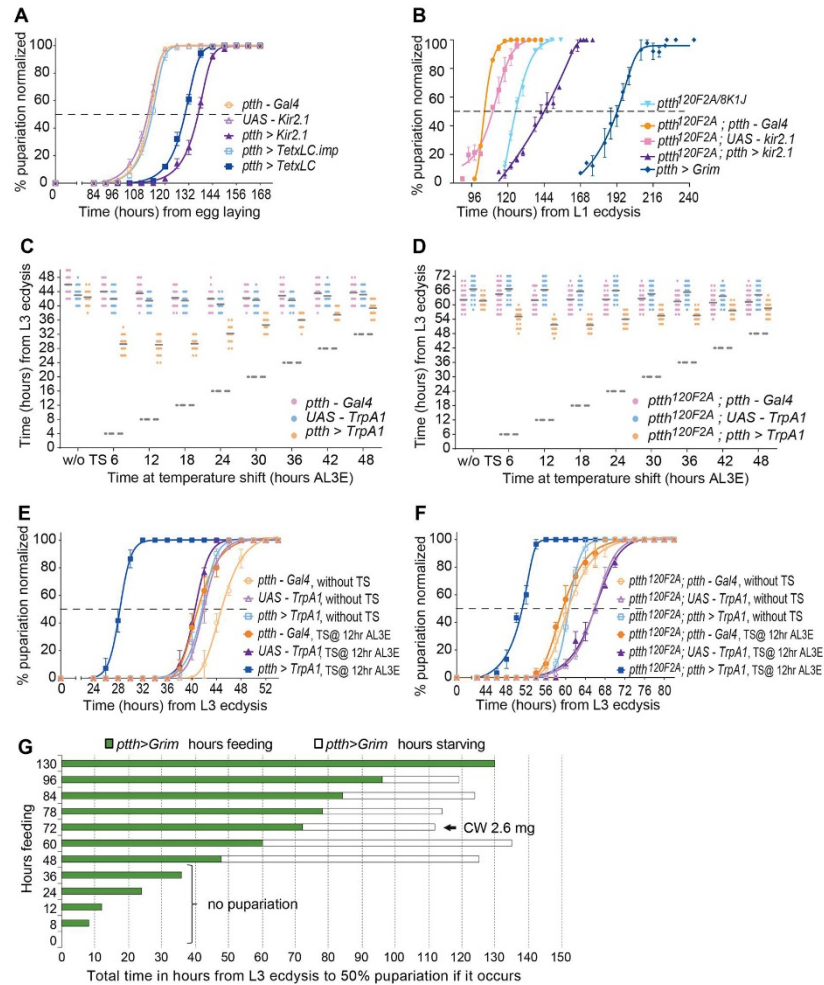 A
% pupariation normalized
100
80
60
40
20
0
0 84 96 108 120 132 144 156 168
Time (hours) from egg laying
ptth - Gal4
UAS - Kir2.1
ptth > Kir2.1
ptth > TetxLC.imp
ptth > TetxLC
B
% pupariation normalized
100
80
60
40
20
0
96 120 144 168 192 216 240
Time (hours) from L1 ecdysis
ptth120F2A/8K1J
ptth120F2A ; ptth - Gal4
ptth120F2A; UAS - kir2.1
ptth120F2A; ptth > kir2.1
ptth > Grim
C
Time (hours) from L3 ecdysis
48
44
40
36
32
28
24
20
16
12
8
4
w/o TS 6 12 18 24 30 36 42 48
Time at temperature shift (hours AL3E)
ptth - Gal4
UAS - TrpA1
ptth > TrpA1
D
Time (hours) from L3 ecdysis
72
66
60
54
48
42
36
30
24
18
12
6
w/o TS 6 12 18 24 30 36 42 48
Time at temperature shift (hours AL3E)
ptth120F2A ; ptth - Gal4
ptth120F2A ; UAS - TrpA1
ptth120F2A ; ptth > TrpA1
E
% pupariation normalized
100
80
60
40
20
0
0 24 28 32 36 40 44 48 52
Time (hours) from L3 ecdysis
ptth - Gal4, without TS
UAS - TrpA1, without TS
ptth > TrpA1, without TS
ptth - Gal4, TS@ 12hr AL3E
UAS - TrpA1, TS@ 12hr AL3E
ptth > TrpA1, TS@ 12hr AL3E
F
% pupariation normalized
100
80
60
40
20
0
0 44 48 52 56 60 64 68 72 76 80
Time (hours) from L3 ecdysis
ptth120F2A; ptth - Gal4, without TS
ptth120F2A; UAS - TrpA1, without TS
ptth120F2A; ptth > TrpA1, without TS
ptth120F2A; ptth - Gal4, TS@ 12hr AL3E
ptth120F2A; UAS - TrpA1, TS@ 12hr AL3E
ptth120F2A; ptth > TrpA1, TS@ 12hr AL3E
G
ptth>Grim hours feeding
ptth>Grim hours starving
Hours feeding
130
96
84
78
72
60
48
36
24
12
8
0
CW 2.6 mg
no pupariation
0 10 20 30 40 50 60 70 80 90 100 110 120 130 140 150
Total time in hours from L3 ecdysis to 50% pupariation if it occurs